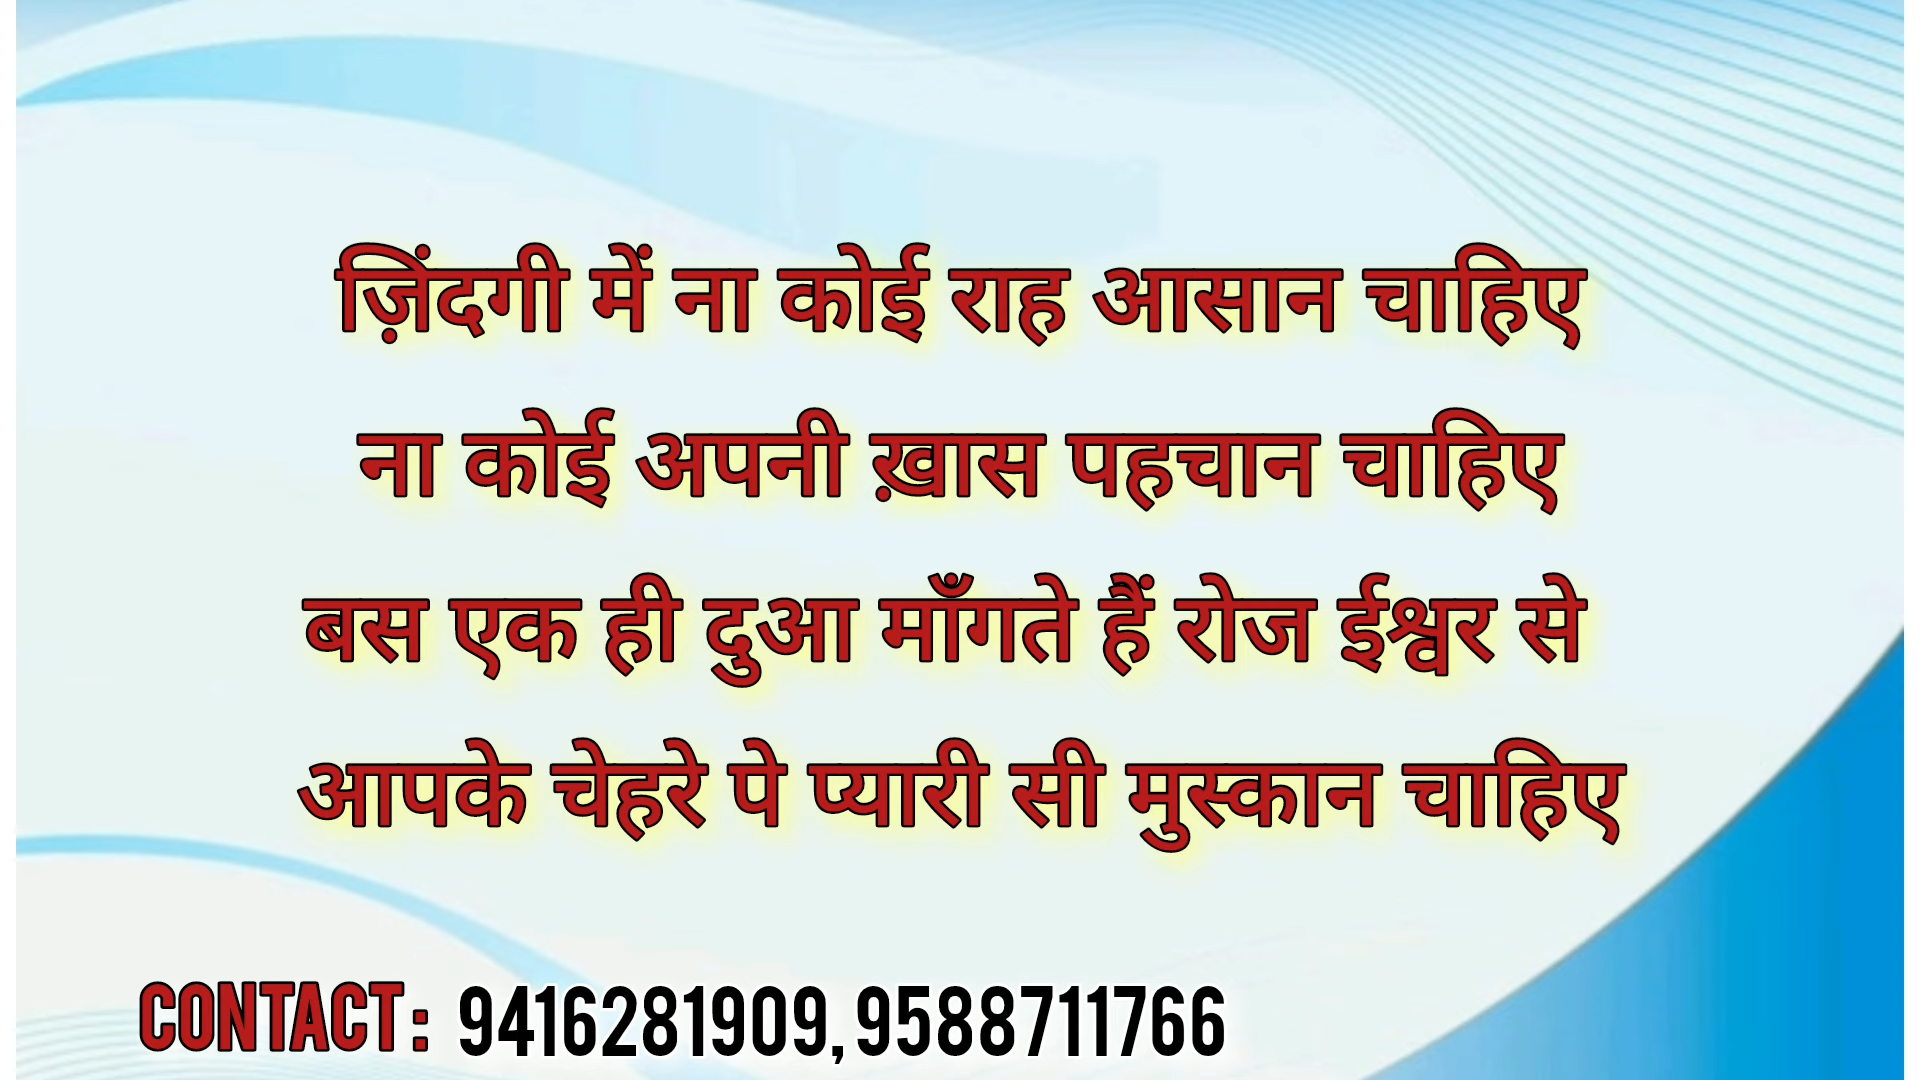 ज़िंदगी में ना कोई राह आसान चाहिए
ना कोई अपनी ख़ास पहचान चाहिए
बस एक ही दुआ माँगते हैं रोज ईश्वर से
आपके चेहरे पे प्यारी सी मुस्कान चाहिए
CONTACT: 9416281909, 9588711766